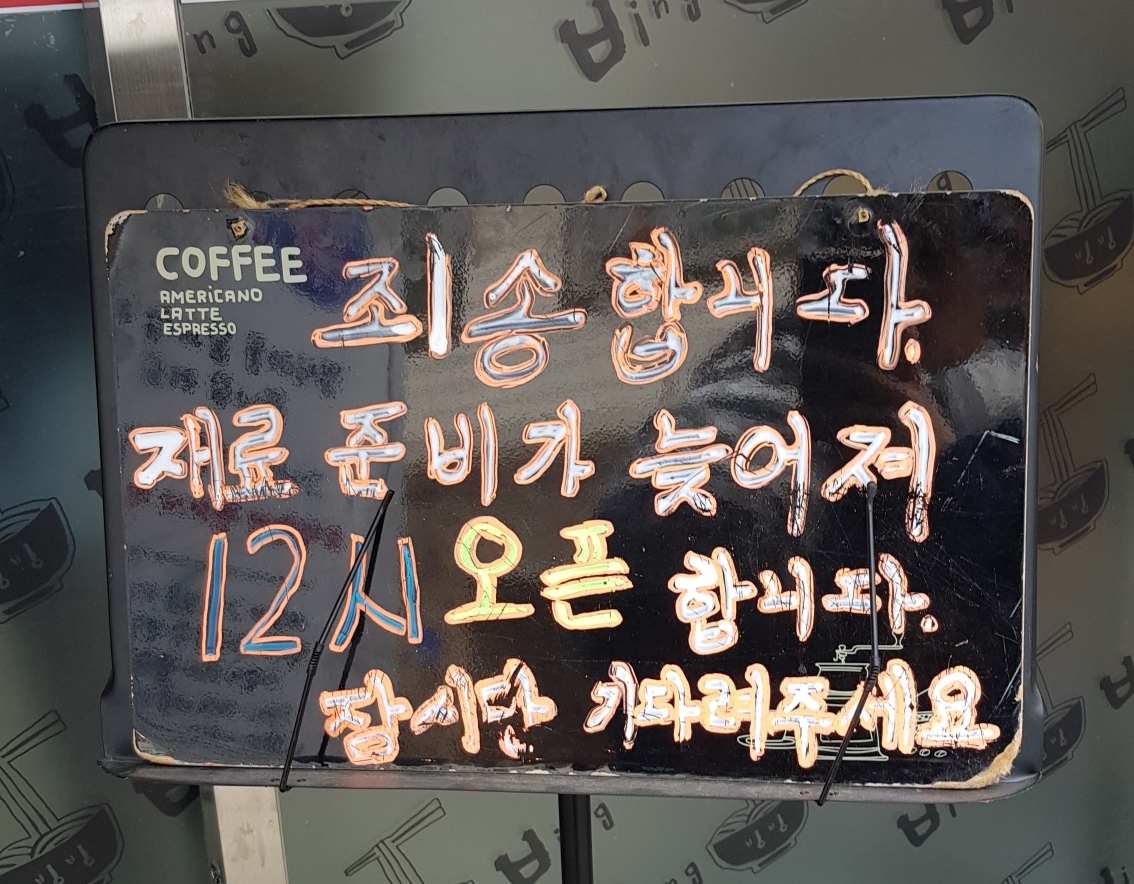 COFFEE
AMERICANO
LATTE
ESPRESSO
죄송합니다.
재료 준비가 늦어져
12시 오픈 합니다.
잠시만 기다려주세요